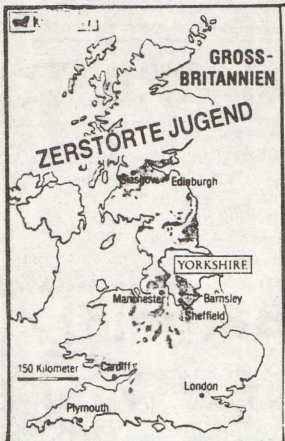 GROSS-
BRITANNIEN
ZERSTÖRTE JUGEND
Glasgow
Edinburgh
YORKSHIRE
Manchester
Barnsley
Sheffield
150 Kilometer
Cardiff
London
Plymouth